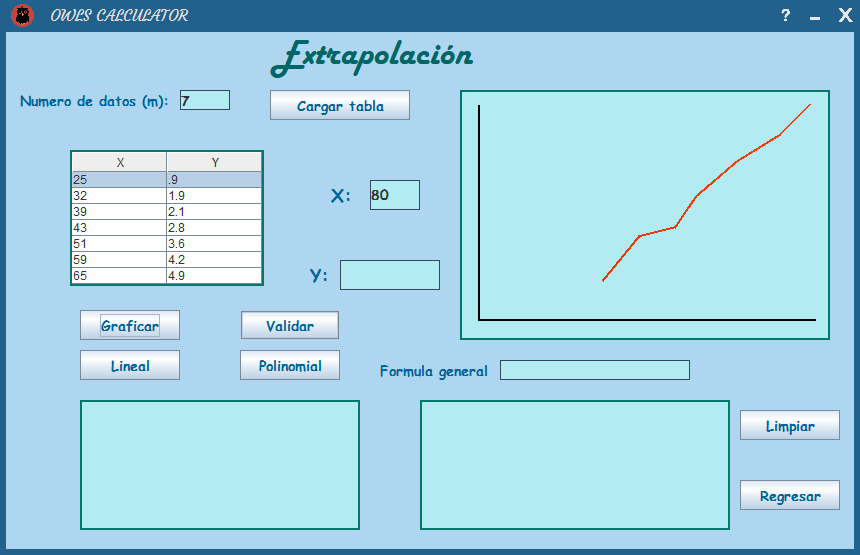 OWLS CALCULATOR ? – X
Extrapolación
Numero de datos (m): 7 Cargar tabla
X Y
25 .9
32 1.9
39 2.1
43 2.8
51 3.6
59 4.2
65 4.9
X: 80
Y:
Graficar Validar
Lineal Polinomial
Formula general
Limpiar
Regresar